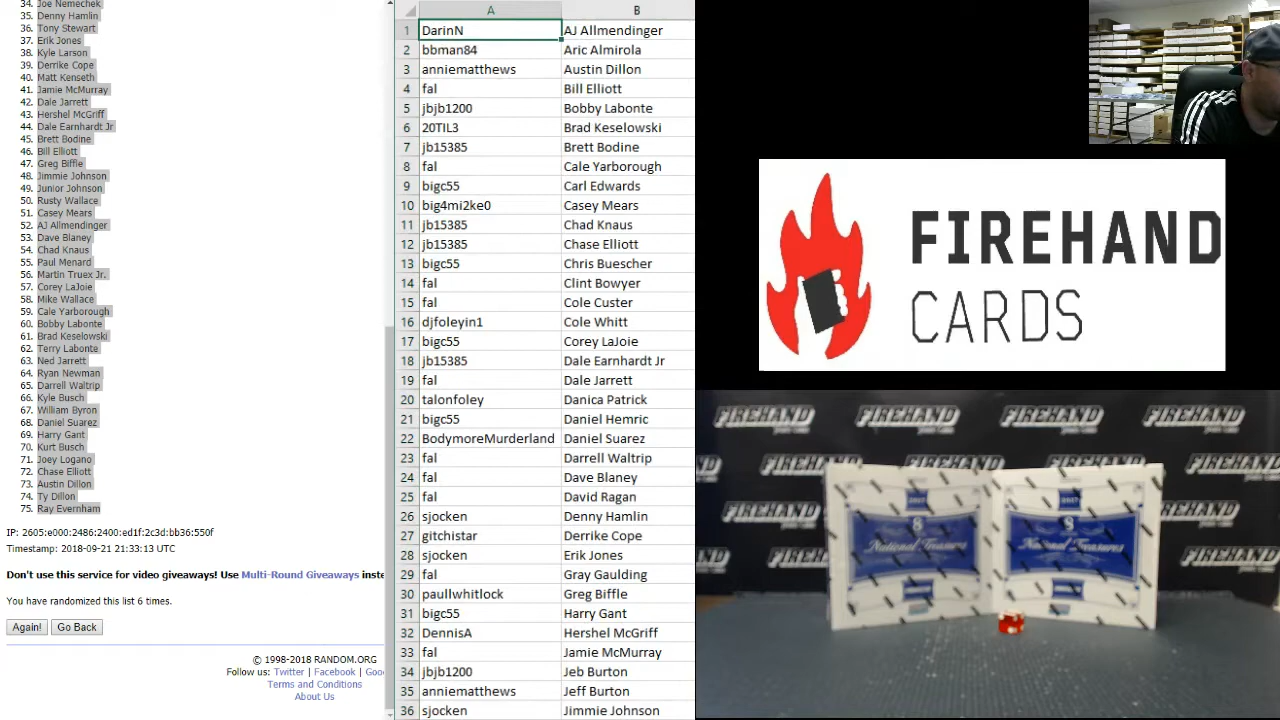 34. Joe Nemechek
35. Denny Hamlin
36. Tony Stewart
37. Erik Jones
38. Kyle Larson
39. Derrike Cope
40. Matt Kenseth
41. Jamie McMurray
42. Dale Jarrett
43. Hershel McGriff
44. Dale Earnhardt Jr
45. Brett Bodine
46. Bill Elliott
47. Greg Biffle
48. Jimmie Johnson
49. Junior Johnson
50. Rusty Wallace
51. Casey Mears
52. AJ Allmendinger
53. Dave Blaney
54. Chad Knaus
55. Paul Menard
56. Martin Truex Jr.
57. Corey LaJoie
58. Mike Wallace
59. Cale Yarborough
60. Bobby Labonte
61. Brad Keselowski
62. Terry Labonte
63. Ned Jarrett
64. Ryan Newman
65. Darrell Waltrip
66. Kyle Busch
67. William Byron
68. Daniel Suarez
69. Harry Gant
70. Kurt Busch
71. Joey Logano
72. Chase Elliott
73. Austin Dillon
74. Ty Dillon
75. Ray Evernham
IP: 2605:e000:2486:2400:ed1f:2c3d:bb36:550f
Timestamp: 2018-09-21 21:33:13 UTC
Don't use this service for video giveaways! Use Multi-Round Giveaways inste
You have randomized this list 6 times.
Again! Go Back
© 1998-2018 RANDOM.ORG
Follow us: Twitter | Facebook | Goo
Terms and Conditions
About Us
A B
1 DarinN AJ Allmendinger
2 bbman84 Aric Almirola
3 anniematthews Austin Dillon
4 fal Bill Elliott
5 jbjb1200 Bobby Labonte
6 20TIL3 Brad Keselowski
7 jb15385 Brett Bodine
8 fal Cale Yarborough
9 bigc55 Carl Edwards
10 big4mi2ke0 Casey Mears
11 jb15385 Chad Knaus
12 jb15385 Chase Elliott
13 bigc55 Chris Buescher
14 fal Clint Bowyer
15 fal Cole Custer
16 djfoleyin1 Cole Whitt
17 bigc55 Corey LaJoie
18 jb15385 Dale Earnhardt Jr
19 fal Dale Jarrett
20 talonfoley Danica Patrick
21 bigc55 Daniel Hemric
22 BodymoreMurderland Daniel Suarez
23 fal Darrell Waltrip
24 fal Dave Blaney
25 fal David Ragan
26 sjocken Denny Hamlin
27 gitchistar Derrike Cope
28 sjocken Erik Jones
29 fal Gray Gaulding
30 paullwhitlock Greg Biffle
31 bigc55 Harry Gant
32 DennisA Hershel McGriff
33 fal Jamie McMurray
34 jbjb1200 Jeb Burton
35 anniematthews Jeff Burton
36 sjocken Jimmie Johnson
FIREHAND
CARDS
FIREHAND FIREHAND FIREHAND FIREHAND
National Treasures
National Treasures